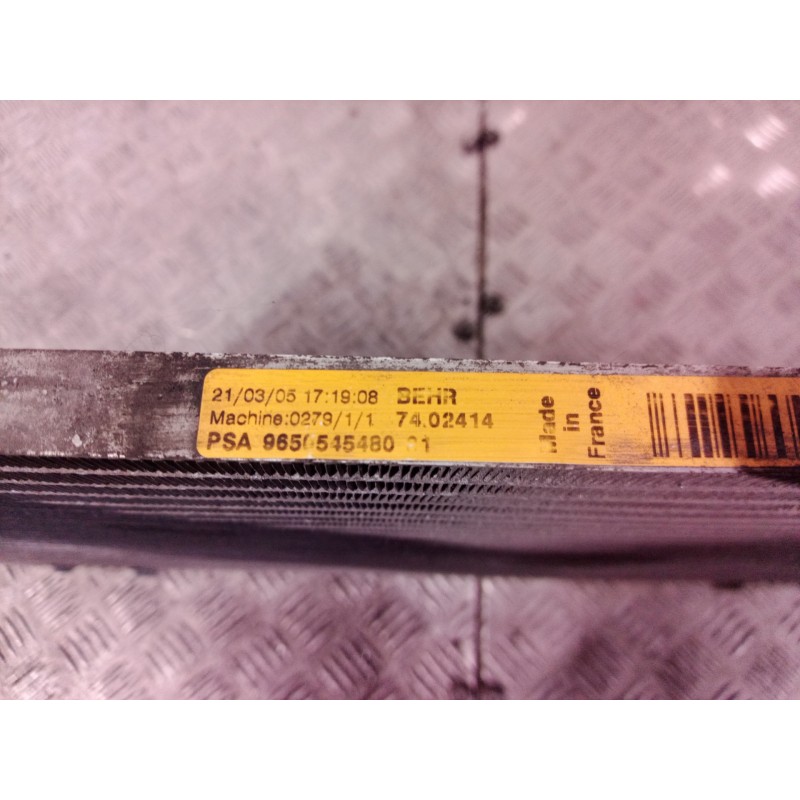 21/03/05 17:19:08 BEHR
Machine:0279/1/1 74.02414
PSA 9650545480 01
Made
in
France